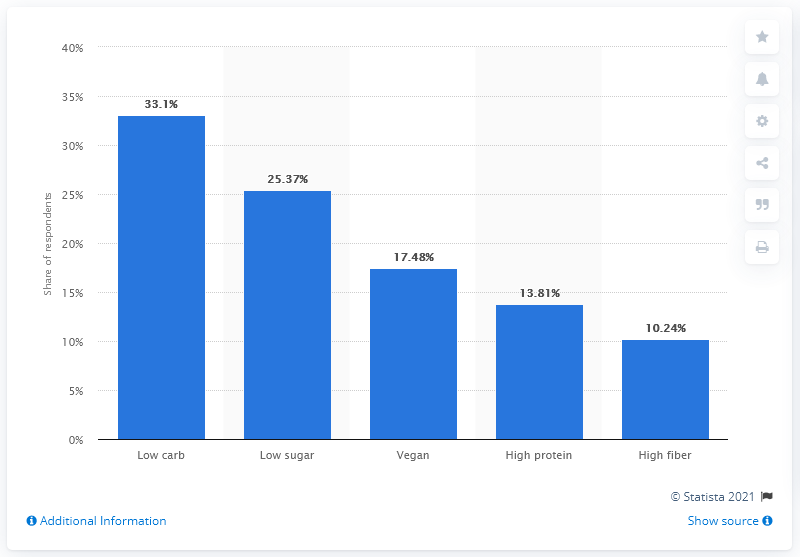 40%
35%
30%
25%
20%
15%
10%
5%
0%
Share of respondents
33.1%
25.37%
17.48%
13.81%
10.24%
Low carb
Low sugar
Vegan
High protein
High fiber
© Statista 2021
Additional Information
Show source